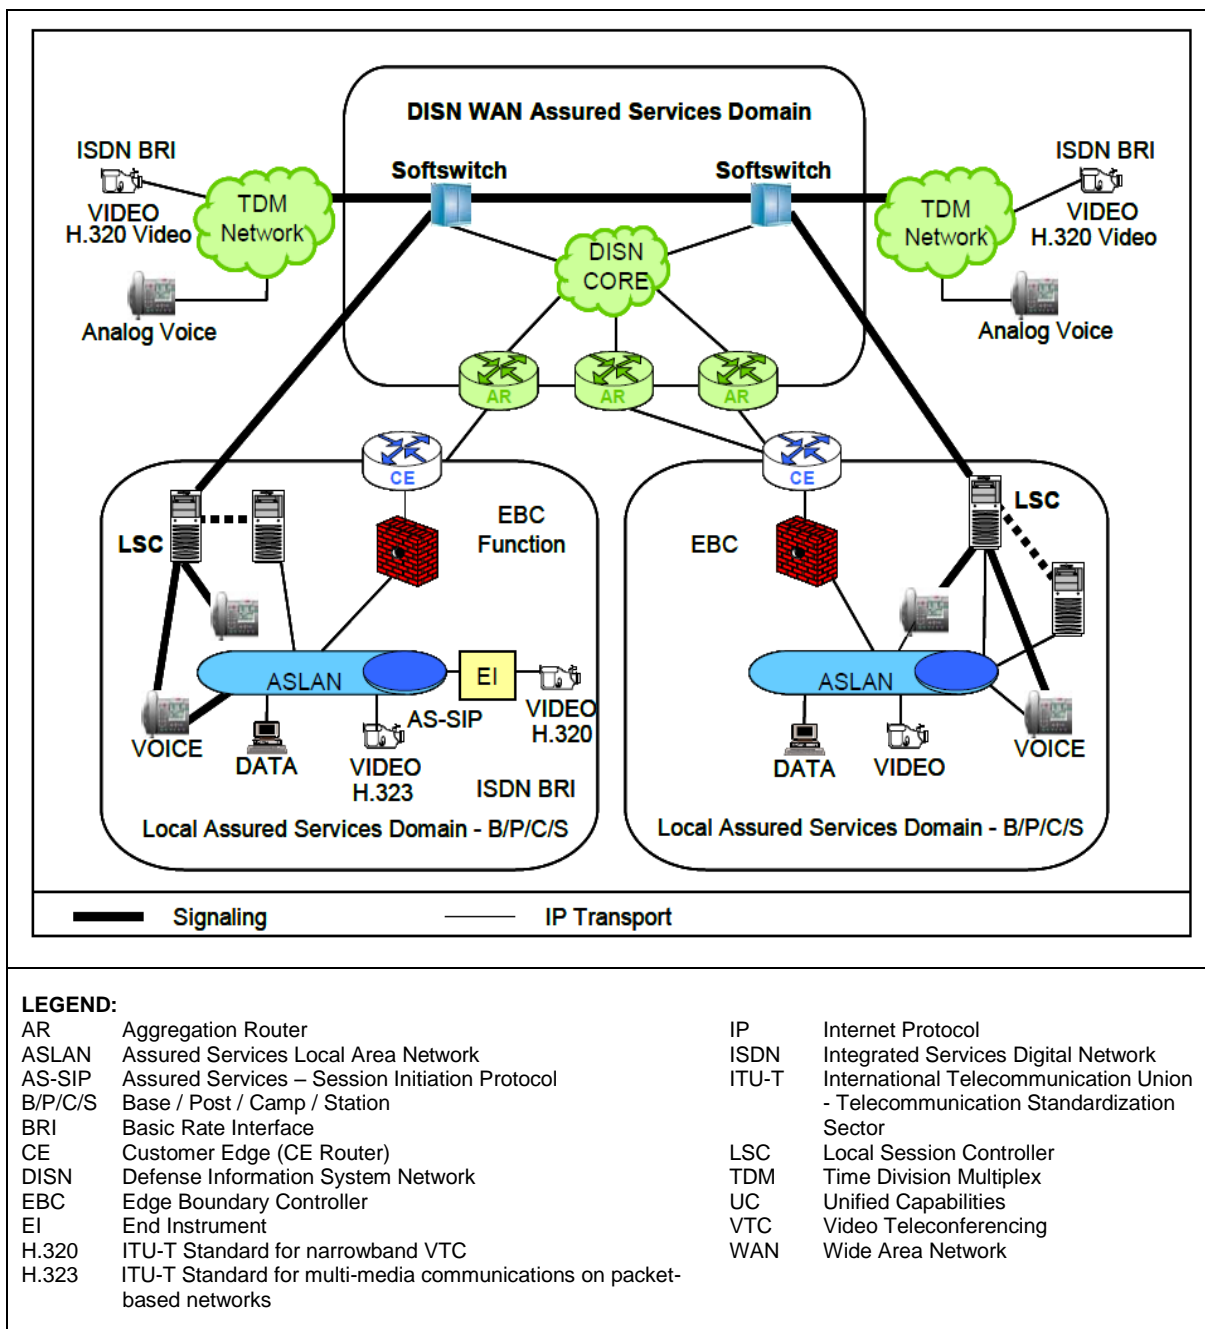 DISN WAN Assured Services Domain
ISDN BRI
VIDEO
H.320 Video
TDM
Network
Analog Voice
Softswitch
Softswitch
DISN
CORE
ISDN BRI
VIDEO
H.320 Video
TDM
Network
Analog Voice
AR
AR
AR
CE
CE
LSC
EBC
Function
ASLAN
EI
AS-SIP
VIDEO
H.320
VOICE
DATA
VIDEO
H.323
ISDN BRI
Local Assured Services Domain - B/P/C/S
EBC
LSC
ASLAN
DATA
VIDEO
VOICE
Local Assured Services Domain - B/P/C/S
Signaling
IP Transport
LEGEND:
AR Aggregation Router
ASLAN Assured Services Local Area Network
AS-SIP Assured Services – Session Initiation Protocol
B/P/C/S Base / Post / Camp / Station
BRI Basic Rate Interface
CE Customer Edge (CE Router)
DISN Defense Information System Network
EBC Edge Boundary Controller
EI End Instrument
H.320 ITU-T Standard for narrowband VTC
H.323 ITU-T Standard for multi-media communications on packet-
based networks
IP Internet Protocol
ISDN Integrated Services Digital Network
ITU-T International Telecommunication Union
- Telecommunication Standardization
Sector
LSC Local Session Controller
TDM Time Division Multiplex
UC Unified Capabilities
VTC Video Teleconferencing
WAN Wide Area Network